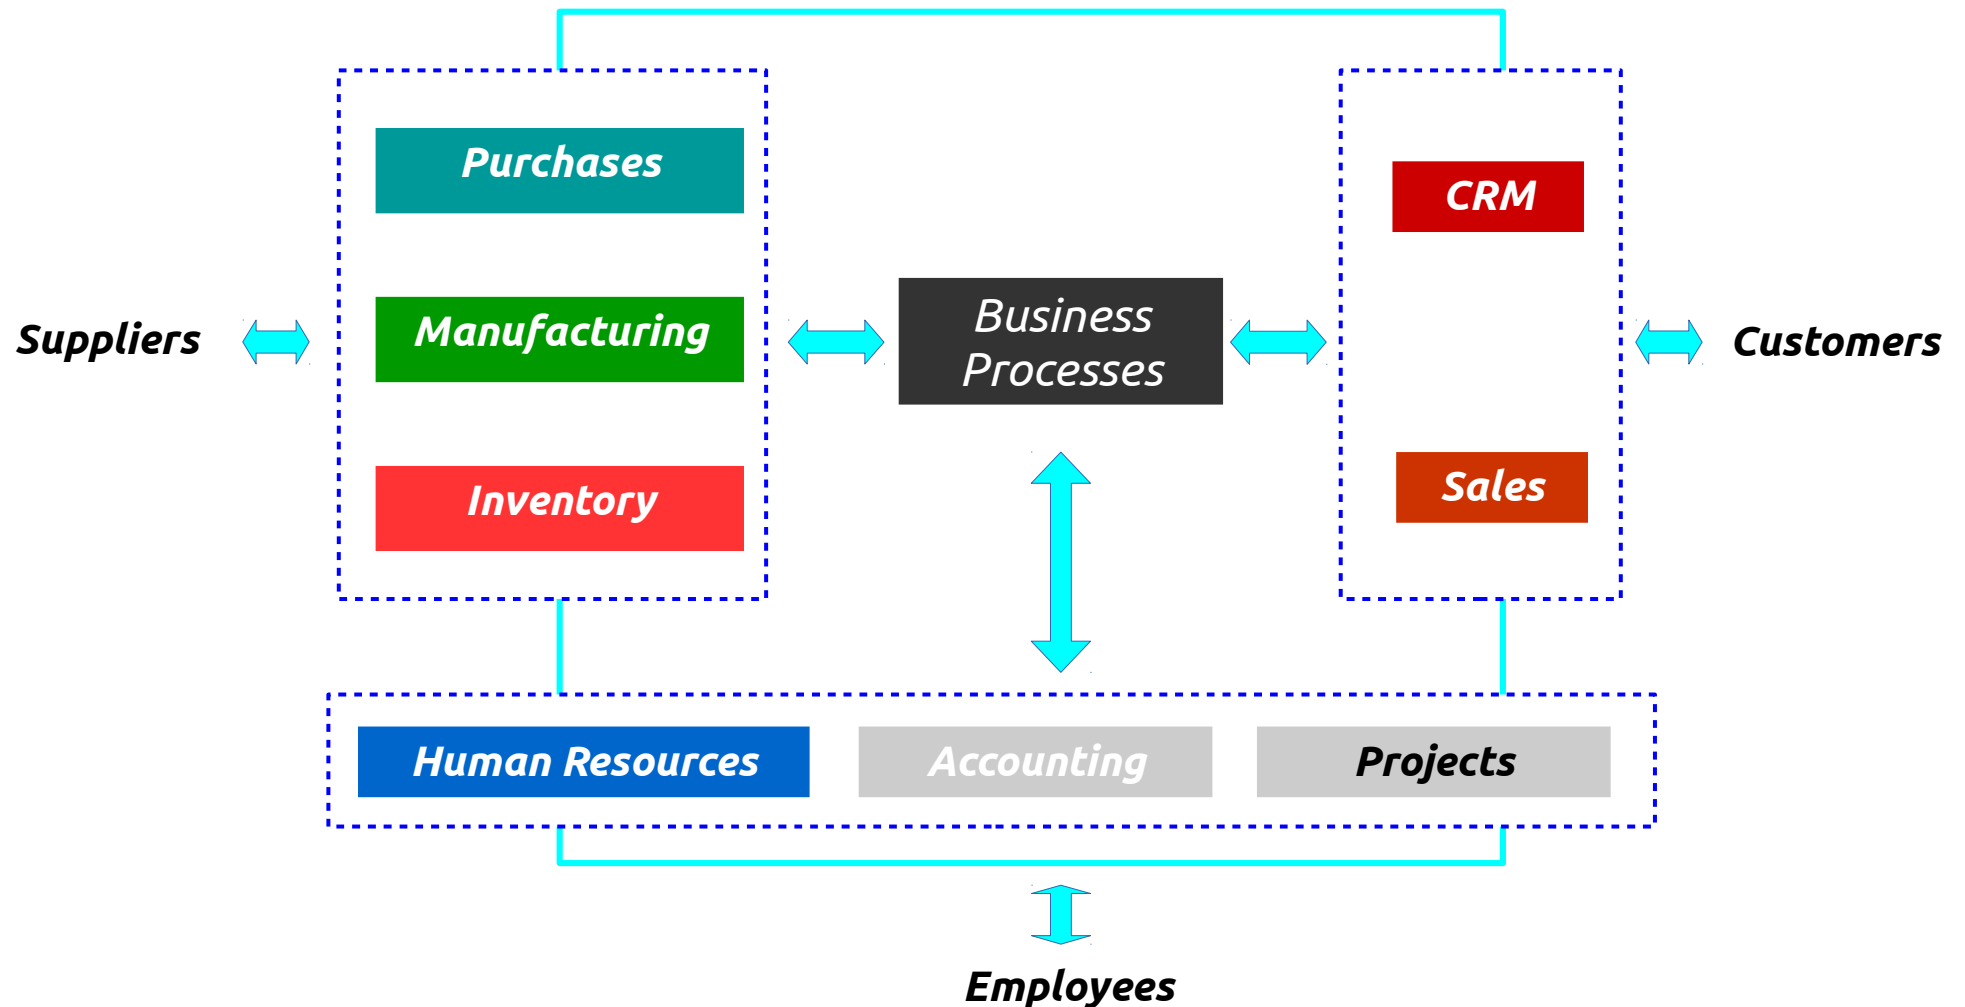 Purchases
CRM
Business
Processes
Suppliers
Manufacturing
Customers
Inventory
Sales
Human Resources
Accounting
Projects
Employees